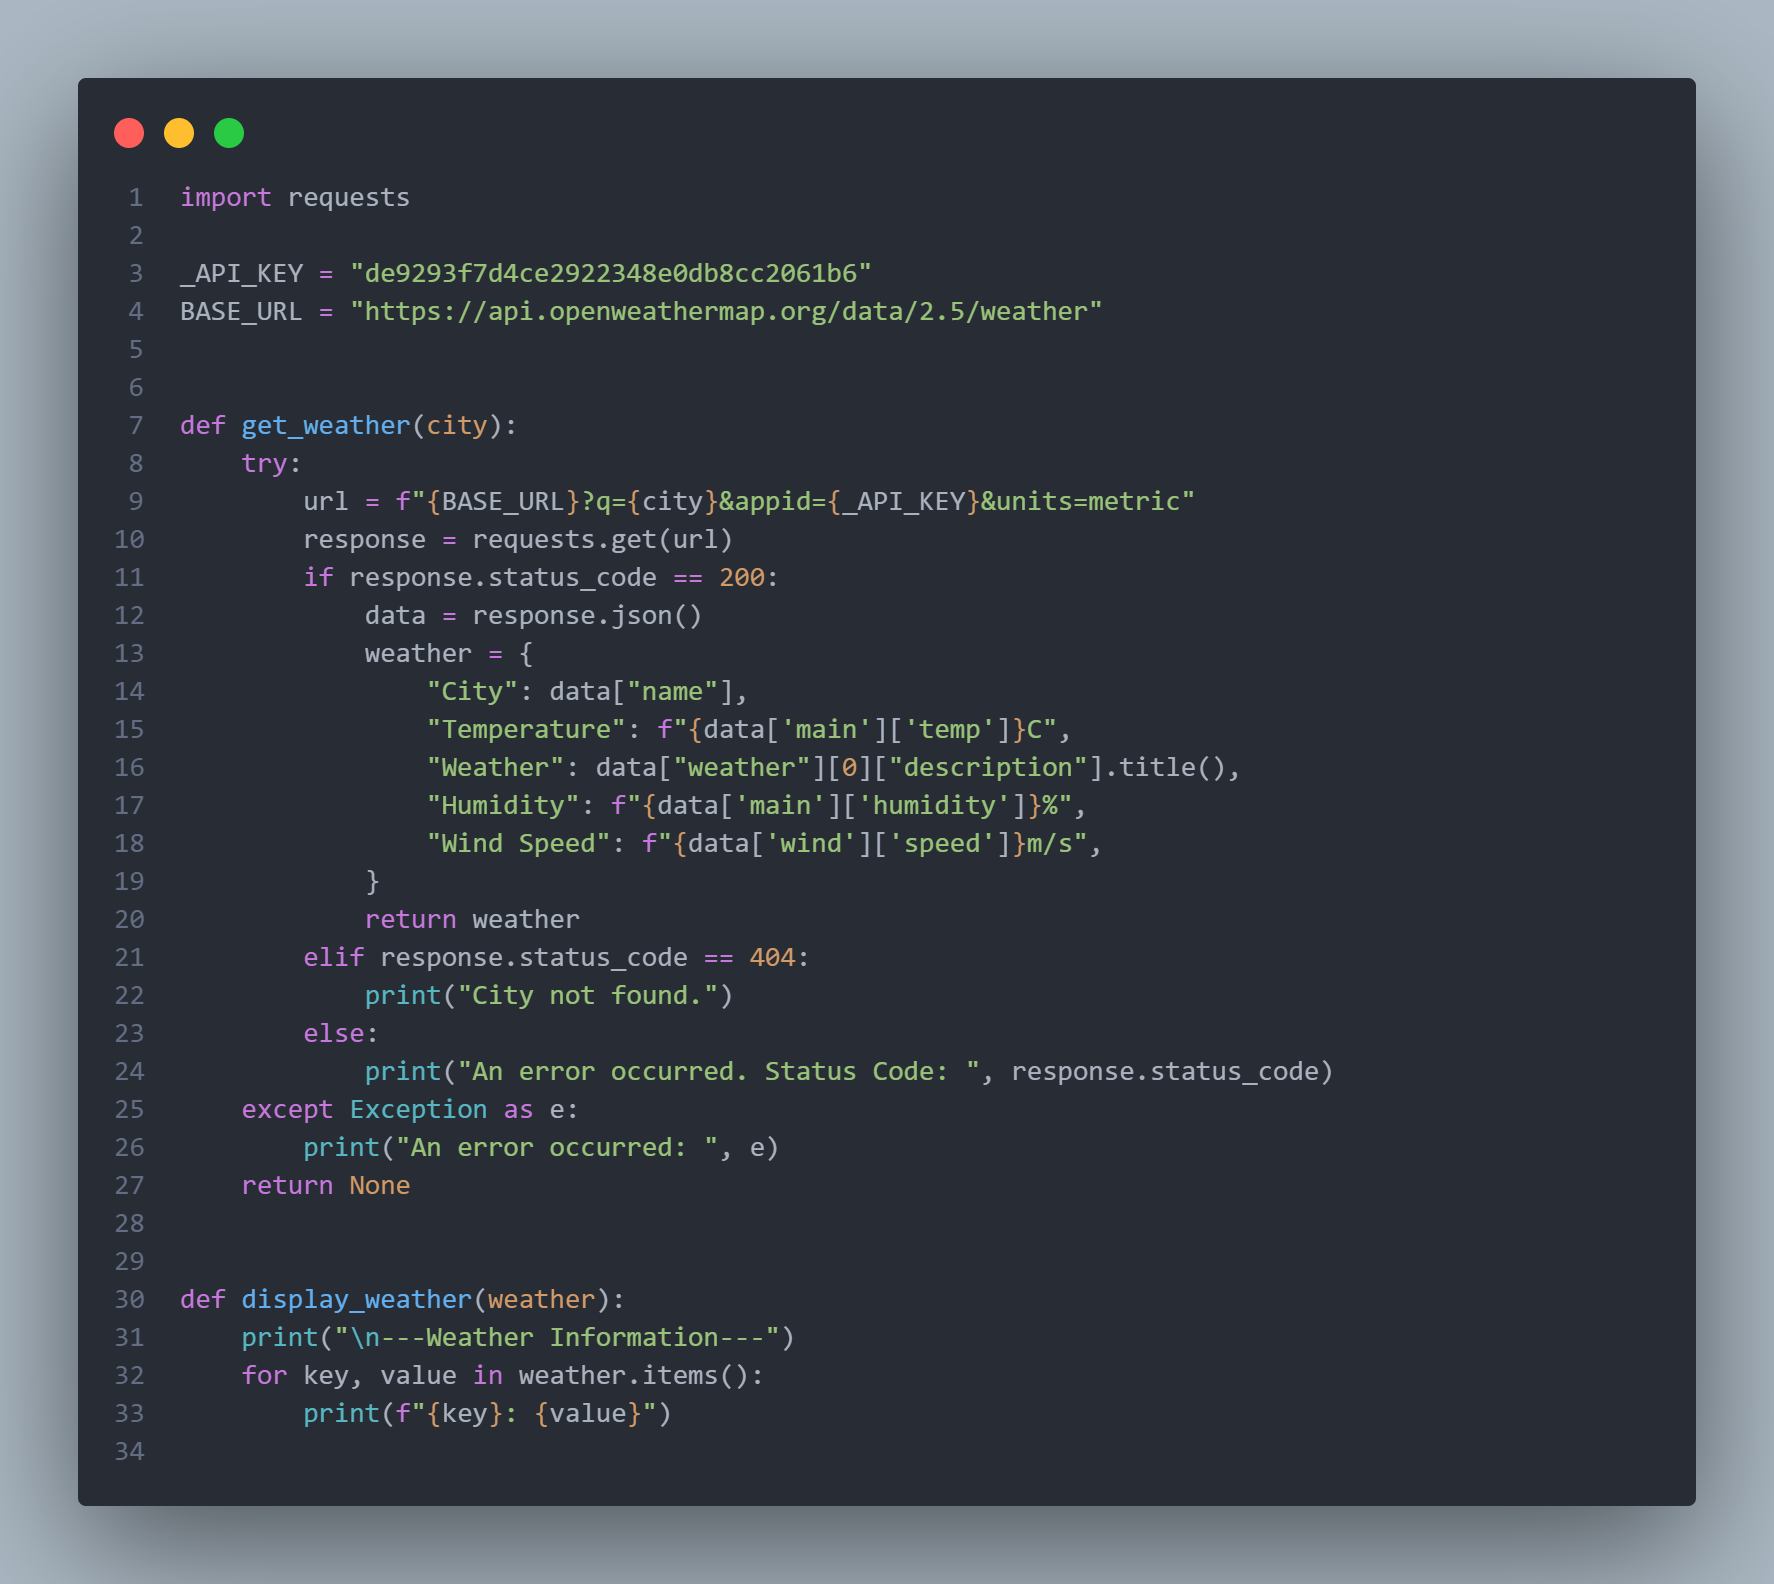 1 import requests
2
3 _API_KEY = "de9293f7d4ce2922348e0db8cc2061b6"
4 BASE_URL = "https://api.openweathermap.org/data/2.5/weather"
5
6
7 def get_weather(city):
8     try:
9         url = f"{BASE_URL}?q={city}&appid={_API_KEY}&units=metric"
10         response = requests.get(url)
11         if response.status_code == 200:
12             data = response.json()
13             weather = {
14                 "City": data["name"],
15                 "Temperature": f"{data['main']['temp']}C",
16                 "Weather": data["weather"][0]["description"].title(),
17                 "Humidity": f"{data['main']['humidity']}%",
18                 "Wind Speed": f"{data['wind']['speed']}m/s",
19             }
20             return weather
21         elif response.status_code == 404:
22             print("City not found.")
23         else:
24             print("An error occurred. Status Code: ", response.status_code)
25     except Exception as e:
26         print("An error occurred: ", e)
27     return None
28
29
30 def display_weather(weather):
31     print("\n---Weather Information---")
32     for key, value in weather.items():
33         print(f"{key}: {value}")
34